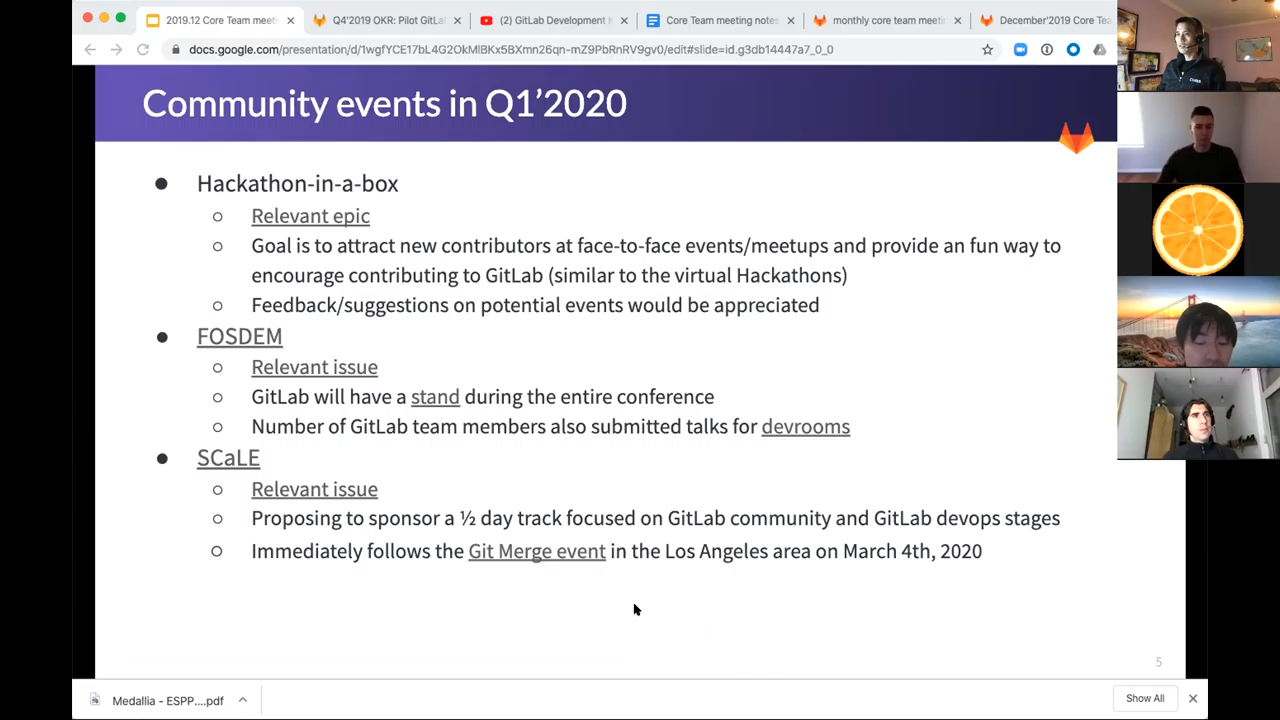 2019.12 Core Team meeti
Q4'2019 OKR: Pilot GitLa
(2) GitLab Development
Core Team meeting notes
monthly core team meeti
December'2019 Core Te
docs.google.com/presentation/d/1wgfYCE17bL4G2OkMlBKx5BXmn26qn-mZ9PbRnRV9gv0/edit#slide=id.g3db14447a7_0_0
Community events in Q1’2020
Hackathon-in-a-box
Relevant epic
Goal is to attract new contributors at face-to-face events/meetups and provide an fun way to
encourage contributing to GitLab (similar to the virtual Hackathons)
Feedback/suggestions on potential events would be appreciated
FOSDEM
Relevant issue
GitLab will have a stand during the entire conference
Number of GitLab team members also submitted talks for devrooms
SCaLE
Relevant issue
Proposing to sponsor a ½ day track focused on GitLab community and GitLab devops stages
Immediately follows the Git Merge event in the Los Angeles area on March 4th, 2020
5
Medallia - ESPP....pdf
Show All